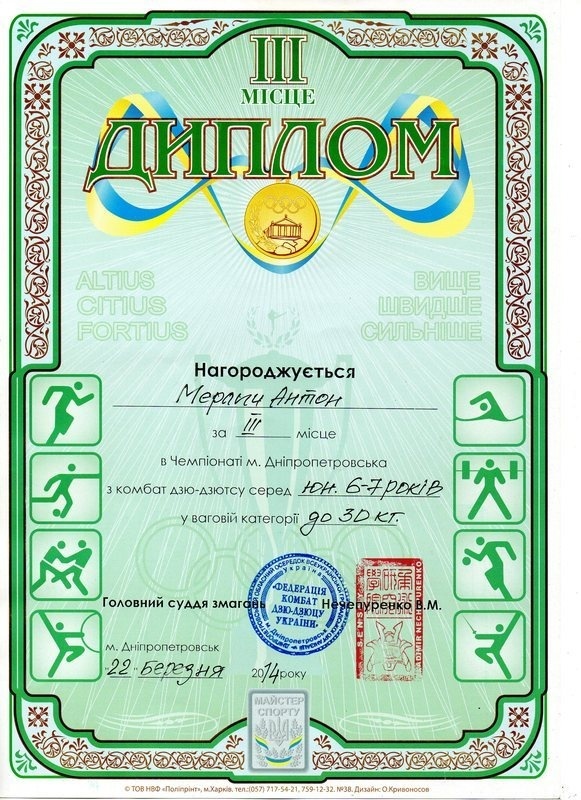 III
МІСЦЕ
ДИПЛОМ
ALTIUS
CITIUS
FORTIUS
ВИЩЕ
ШВИДШЕ
СИЛЬНІШЕ
Нагороджується
Антон
за III місце
в Чемпіонаті м. Дніпропетровська
з комбат дзю-дзютсу серед юн. 6-7 років
у ваговій категорії до 30 кг.
Головний суддя змагань Нечепуренко В.М.
Україна
«ФЕДЕРАЦІЯ
КОМБАТ
ДЗЮ-ДЗЮЦУ
УКРАЇНИ»
м. Дніпропетровськ
"22" Березня 2014 року
МАЙСТЕР
СПОРТУ
© ТОВ НВФ «Поліпрінт», м.Харків. тел.:(057) 717-54-21, 759-12-32. №38. Дизайн: О.Кривоносов